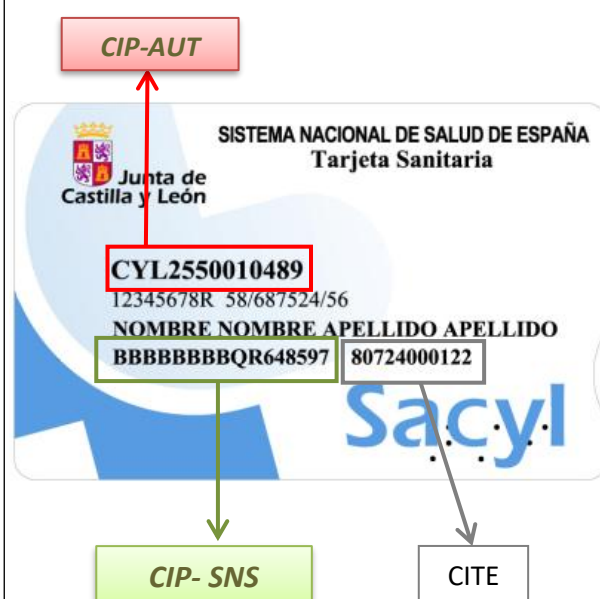 CIP-AUT
SISTEMA NACIONAL DE SALUD DE ESPAÑA
Tarjeta Sanitaria
Junta de
Castilla y León
CYL2550010489
12345678R 58/687524/56
NOMBRE NOMBRE APELLIDO APELLIDO
BBBBBBBBQR648597 80724000122
Sacyl
CIP- SNS
CITE